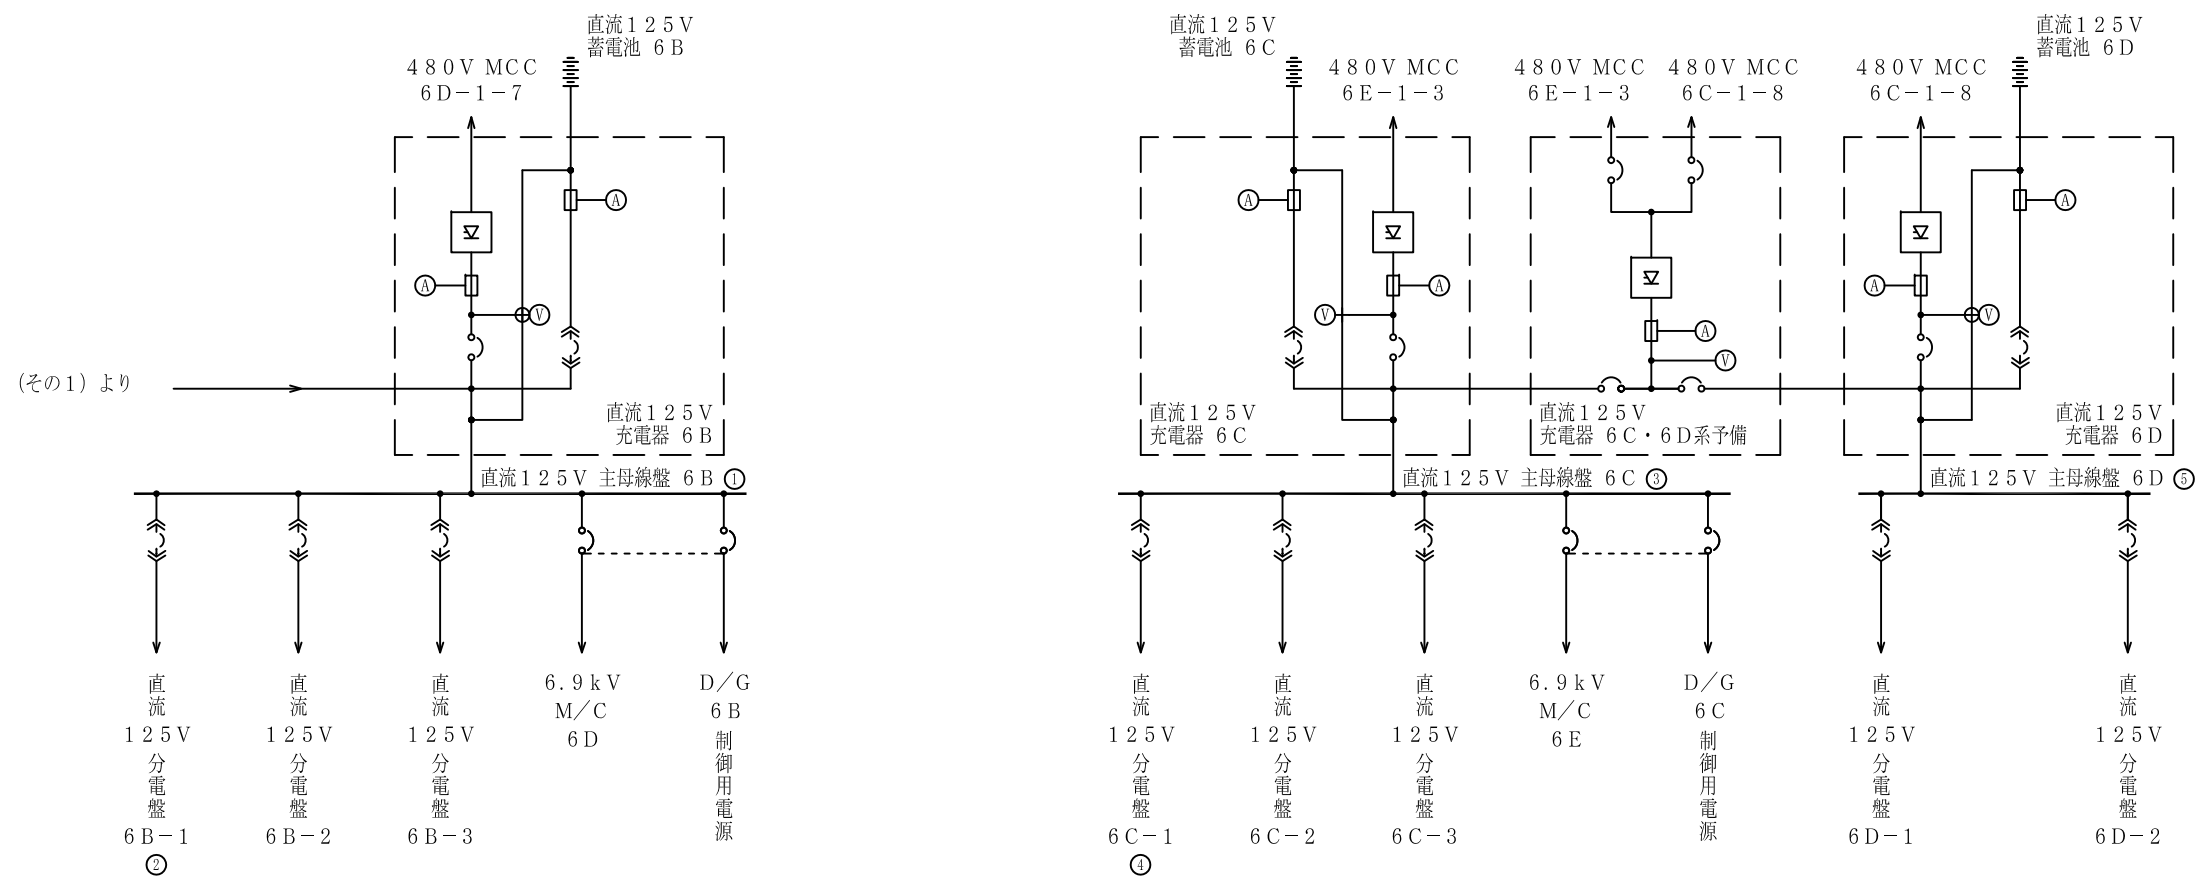 直流125V
蓄電池 6B
480V MCC
6D−1−7
A
A
V
(その1) より
直流125V
充電器 6B
直流125V 主母線盤 6B ①
直流
125V
分電盤
6B−1
②
直流
125V
分電盤
6B−2
直流
125V
分電盤
6B−3
6.9kV
M/C
6D
D/G
6B
制御用電源
直流125V
蓄電池 6C
480V MCC
6E−1−3
A
A
V
直流125V
充電器 6C
480V MCC
6E−1−3
480V MCC
6C−1−8
A
V
直流125V
充電器 6C・6D系予備
480V MCC
6C−1−8
直流125V
蓄電池 6D
A
A
V
直流125V
充電器 6D
直流125V 主母線盤 6C ③
直流125V 主母線盤 6D ⑤
直流
125V
分電盤
6C−1
④
直流
125V
分電盤
6C−2
直流
125V
分電盤
6C−3
6.9kV
M/C
6E
D/G
6C
制御用電源
直流
125V
分電盤
6D−1
直流
125V
分電盤
6D−2